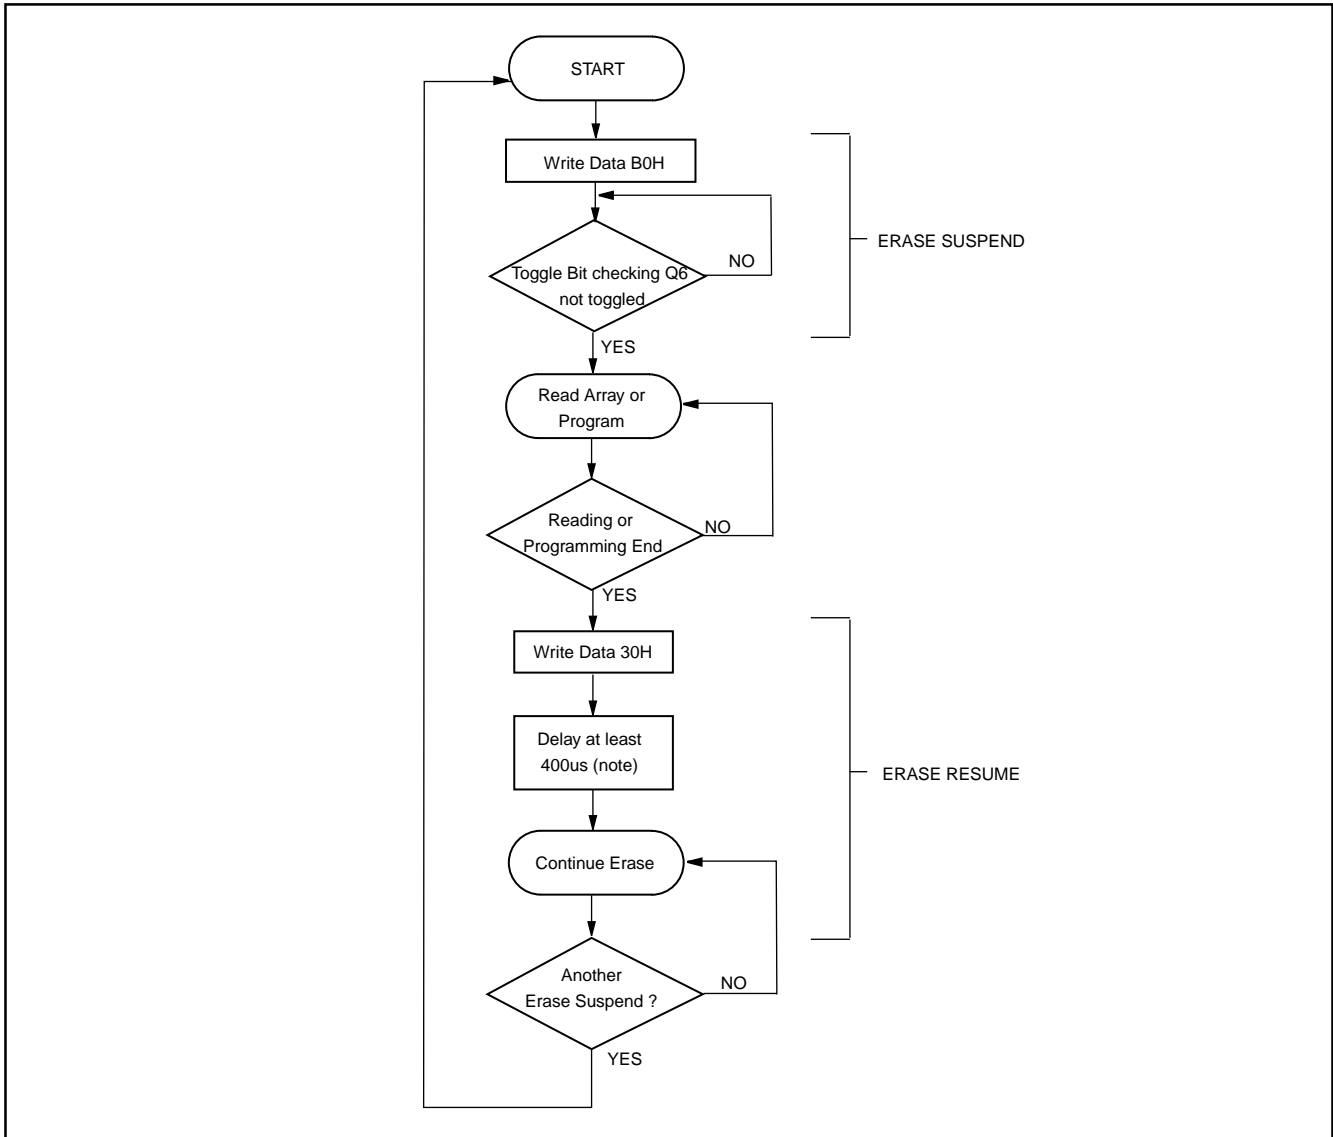 START
Write Data B0H
ERASE SUSPEND
NO
Toggle Bit checking Q6
not toggled
YES
Read Array or
Program
Reading or
NO
Programming End
YES
Write Data 30H
Delay at least
400us (note)
ERASE RESUME
Continue Erase
Another
NO
Erase Suspend ?
YES